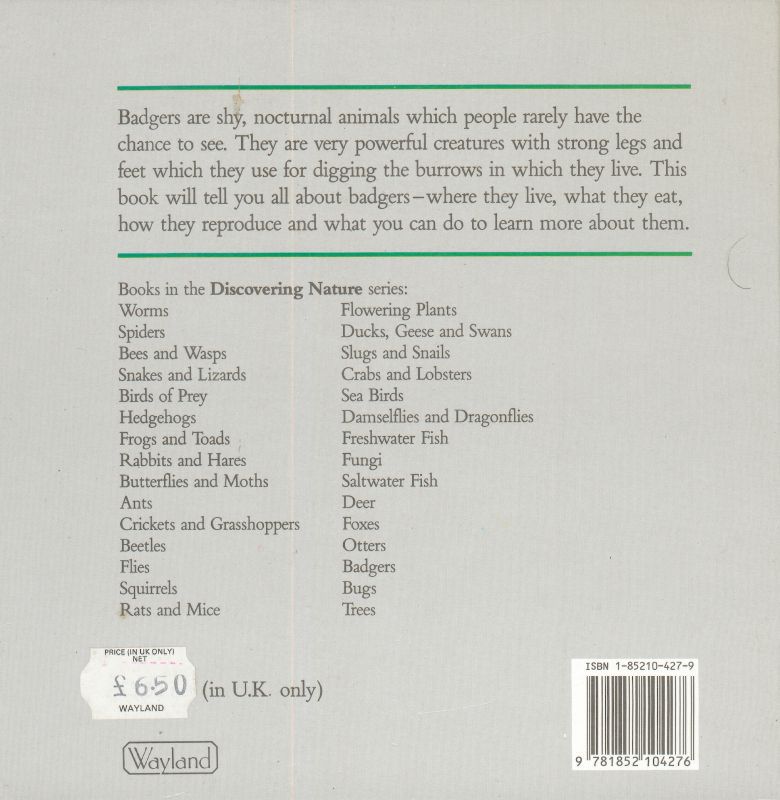 Badgers are shy, nocturnal animals which people rarely have the
chance to see. They are very powerful creatures with strong legs and
feet which they use for digging the burrows in which they live. This
book will tell you all about badgers–where they live, what they eat,
how they reproduce and what you can do to learn more about them.
Books in the Discovering Nature series:
Worms
Spiders
Bees and Wasps
Snakes and Lizards
Birds of Prey
Hedgehogs
Frogs and Toads
Rabbits and Hares
Butterflies and Moths
Ants
Crickets and Grasshoppers
Beetles
Flies
Squirrels
Rats and Mice
Flowering Plants
Ducks, Geese and Swans
Slugs and Snails
Crabs and Lobsters
Sea Birds
Damselflies and Dragonflies
Freshwater Fish
Fungi
Saltwater Fish
Deer
Foxes
Otters
Badgers
Bugs
Trees
PRICE (IN UK ONLY)
NET
£6.50 (in U.K. only)
WAYLAND
Wayland
ISBN 1-85210-427-9
9 781852 104276